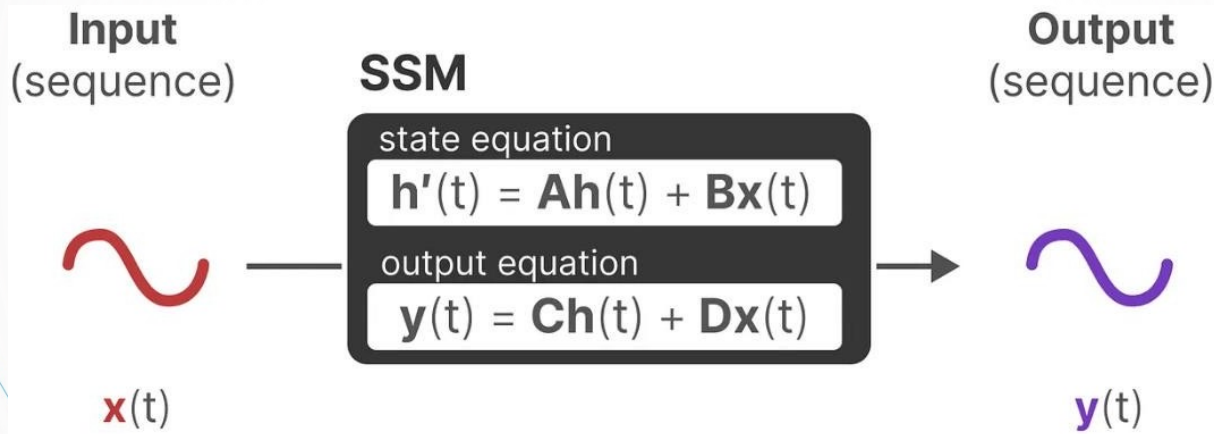 Input
(sequence)
SSM
state equation
h'(t) = Ah(t) + Bx(t)
output equation
y(t) = Ch(t) + Dx(t)
Output
(sequence)
x(t)
y(t)